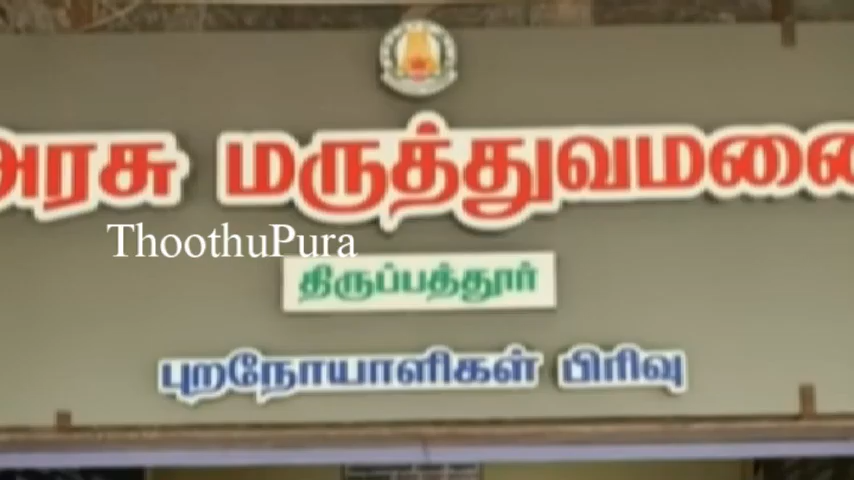 அரசு மருத்துவமனை
ThoothuPura
திருப்பத்தூர்
புறநோயாளிகள் பிரிவு